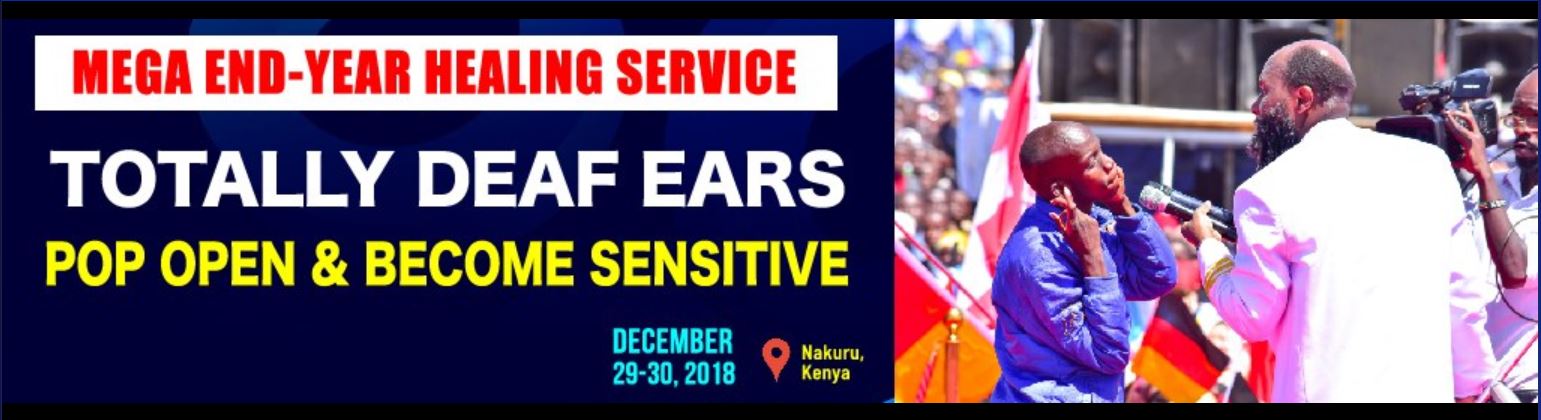 MEGA END-YEAR HEALING SERVICE
TOTALLY DEAF EARS
POP OPEN & BECOME SENSITIVE
DECEMBER
29-30, 2018
Nakuru,
Kenya